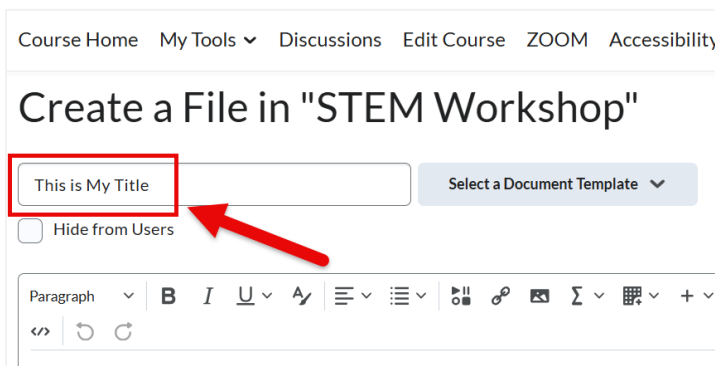 Course Home My Tools Discussions Edit Course ZOOM Accessibility
Create a File in "STEM Workshop"
This is My Title Select a Document Template
Hide from Users
Paragraph B I U